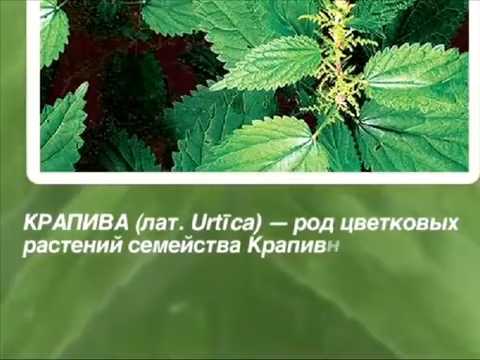 КРАПИВА (лат. Urtīca) — род цветковых
растений семейства Крапивн